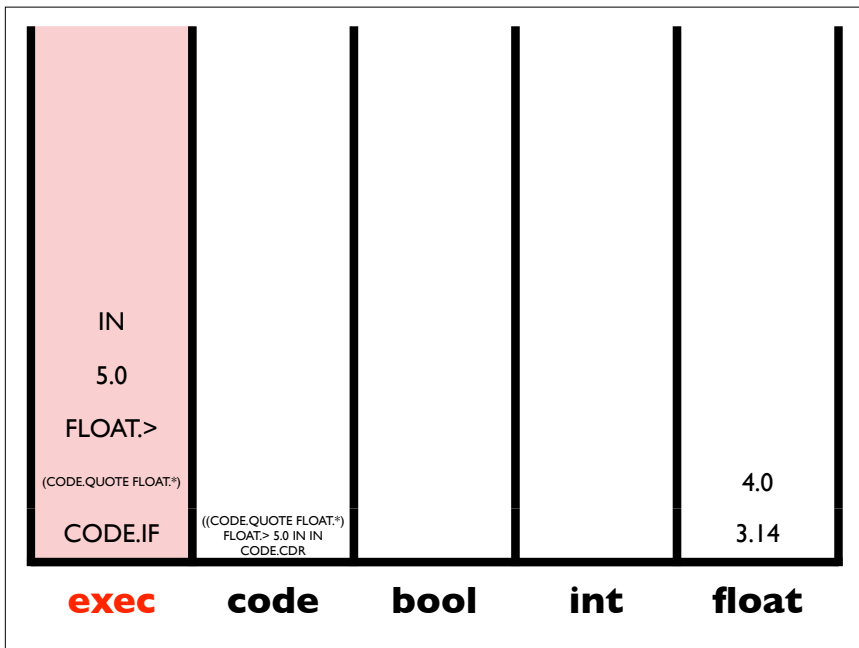 IN
5.0
FLOAT.>
(CODE.QUOTE FLOAT.*)
4.0
CODE.IF
((CODE.QUOTE FLOAT.*)
FLOAT.> 5.0 IN IN
CODE.CDR
3.14
exec
code
bool
int
float